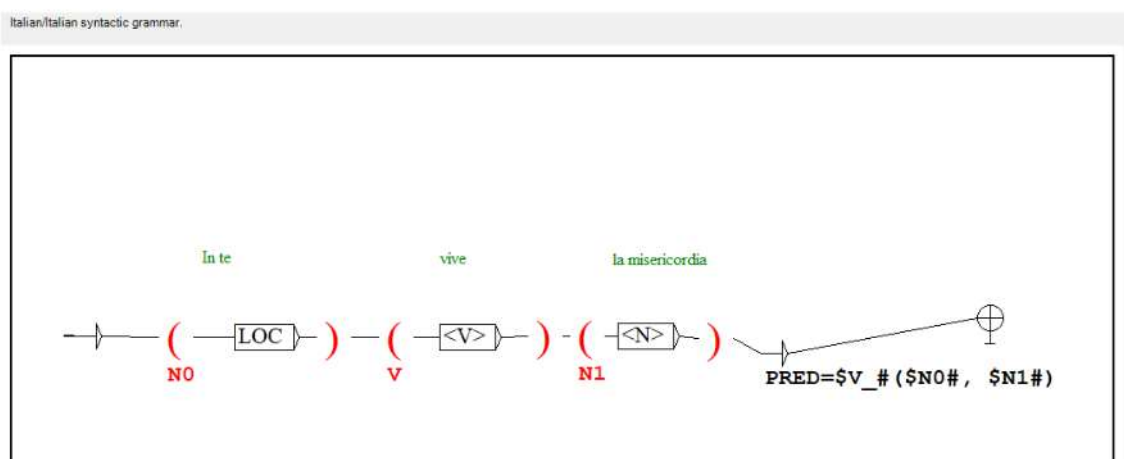 Italian/Italian syntactic grammar.
In te vive la misericordia
( LOC ) ( <V> ) ( <N> )
N0 V N1 PRED=$V_#($N0#, $N1#)